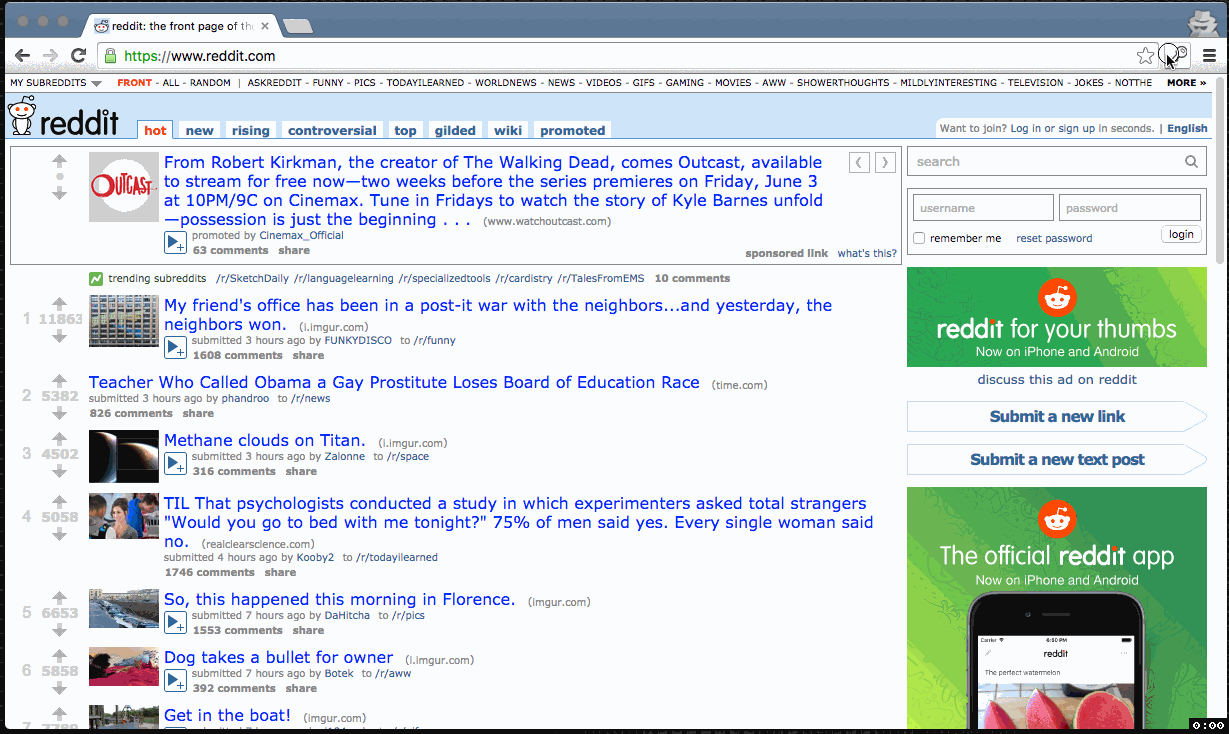 reddit: the front page of th
https://www.reddit.com
MY SUBREDDITS FRONT - ALL - RANDOM | ASKREDDIT - FUNNY - PICS - TODAYILEARNED - WORLDNEWS - NEWS - VIDEOS - GIFS - GAMING - MOVIES - AWW - SHOWERTHOUGHTS - MILDLYINTERESTING - TELEVISION - JOKES - NOTTHE MORE »
reddit hot new rising controversial top gilded wiki promoted
Want to join? Log in or sign up in seconds. | English
From Robert Kirkman, the creator of The Walking Dead, comes Outcast, available
to stream for free now—two weeks before the series premieres on Friday, June 3
at 10PM/9C on Cinemax. Tune in Fridays to watch the story of Kyle Barnes unfold
—possession is just the beginning . . . (www.watchoutcast.com)
OUTCAST
promoted by Cinemax_Official
63 comments share
sponsored link what's this?
trending subreddits /r/SketchDaily /r/languagelearning /r/specializedtools /r/cardistry /r/TalesFromEMS 10 comments
1 11863
My friend's office has been in a post-it war with the neighbors...and yesterday, the
neighbors won. (i.imgur.com)
submitted 3 hours ago by FUNKYDISCO to /r/funny
1608 comments share
2 5382
Teacher Who Called Obama a Gay Prostitute Loses Board of Education Race (time.com)
submitted 3 hours ago by phandroo to /r/news
826 comments share
3 4502
Methane clouds on Titan. (i.imgur.com)
submitted 3 hours ago by Zalonne to /r/space
316 comments share
4 5058
TIL That psychologists conducted a study in which experimenters asked total strangers
"Would you go to bed with me tonight?" 75% of men said yes. Every single woman said
no. (realclearscience.com)
submitted 4 hours ago by Kooby2 to /r/todayilearned
1746 comments share
5 6653
So, this happened this morning in Florence. (imgur.com)
submitted 7 hours ago by DaHitcha to /r/pics
1553 comments share
6 5858
Dog takes a bullet for owner (i.imgur.com)
submitted 7 hours ago by Botek to /r/aww
392 comments share
Get in the boat! (imgur.com)
search
username password
remember me reset password login
reddit for your thumbs
Now on iPhone and Android
discuss this ad on reddit
Submit a new link
Submit a new text post
The official reddit app
Now on iPhone and Android
Carrier 6:50 PM
reddit
The perfect watermelon
0:00